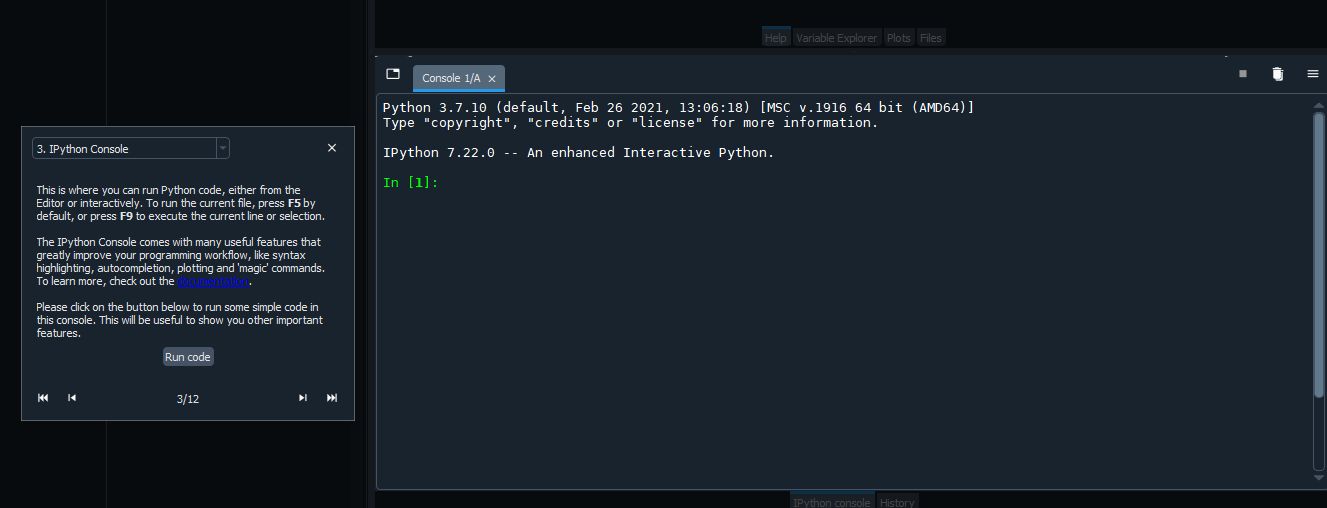 Help Variable Explorer Plots Files
Console 1/A
Python 3.7.10 (default, Feb 26 2021, 13:06:18) [MSC v.1916 64 bit (AMD64)]
Type "copyright", "credits" or "license" for more information.
IPython 7.22.0 -- An enhanced Interactive Python.
In [1]:
3. IPython Console
This is where you can run Python code, either from the
Editor or interactively. To run the current file, press F5 by
default, or press F9 to execute the current line or selection.
The IPython Console comes with many useful features that
greatly improve your programming workflow, like syntax
highlighting, autocompletion, plotting and 'magic' commands.
To learn more, check out the documentation.
Please click on the button below to run some simple code in
this console. This will be useful to show you other important
features.
Run code
3/12
IPython console History